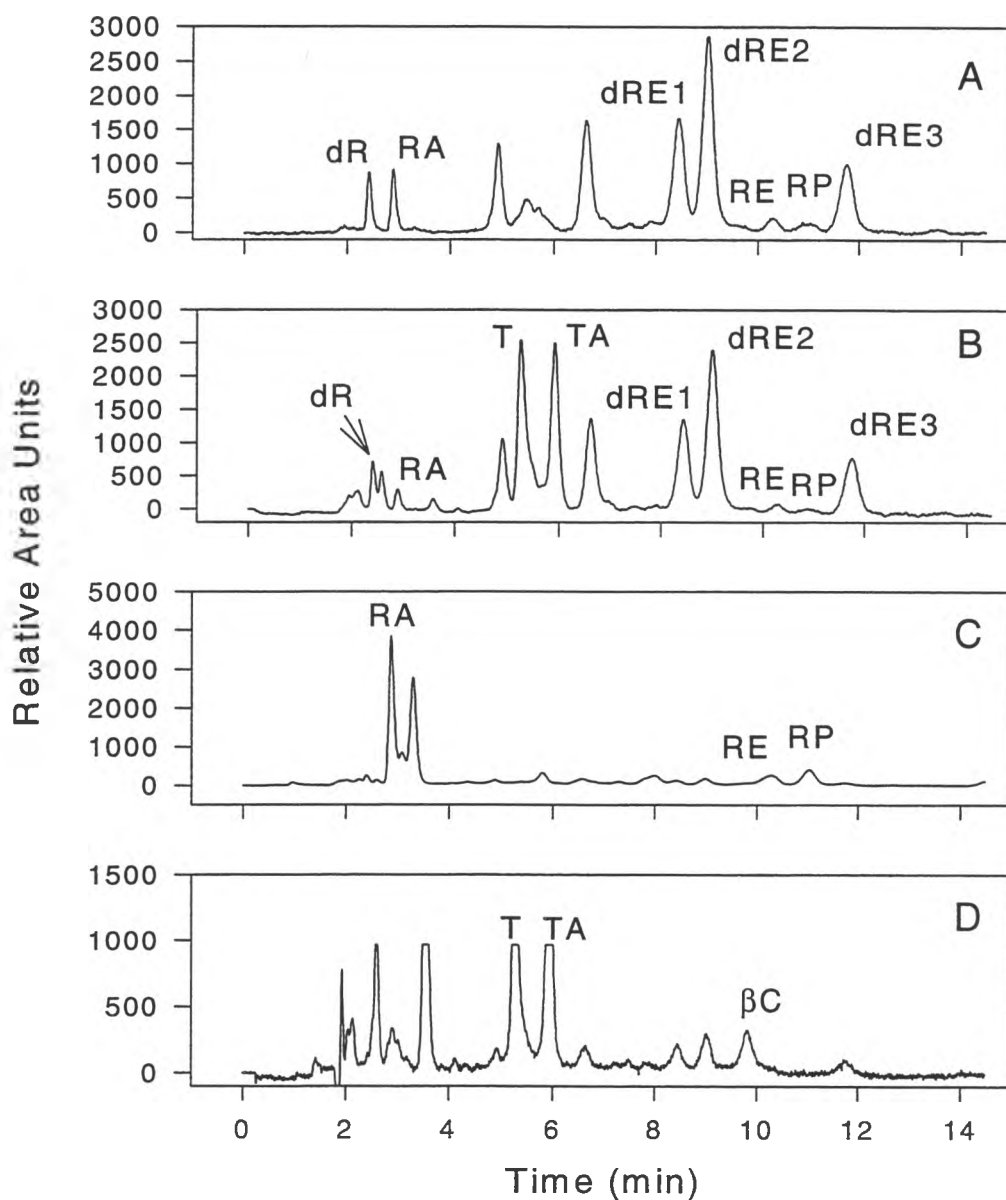 Relative Area Units
3000
2500
2000
1500
1000
500
0
dR
RA
dRE1
dRE2
RE
RP
dRE3
A
3000
2500
2000
1500
1000
500
0
dR
RA
T
TA
dRE1
dRE2
RE
RP
dRE3
B
5000
4000
3000
2000
1000
0
RA
RE
RP
C
1500
1000
500
0
T
TA
βC
D
0 2 4 6 8 10 12 14
Time (min)